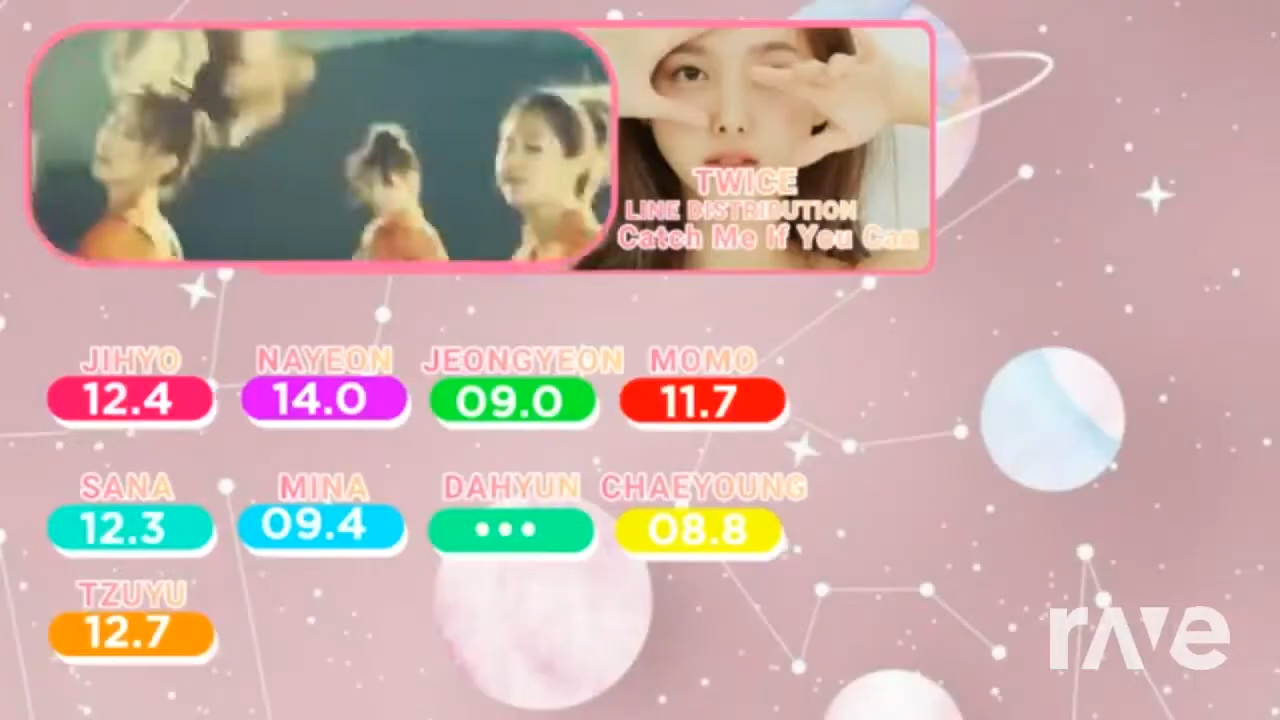 TWICE
LINE DISTRIBUTION
Catch Me If You Can
JIHYO NAYEON JEONGYEON MOMO
12.4 14.0 09.0 11.7
SANA MINA DAHYUN CHAEYOUNG
12.3 09.4 ••• 08.8
TZUYU
12.7
rave